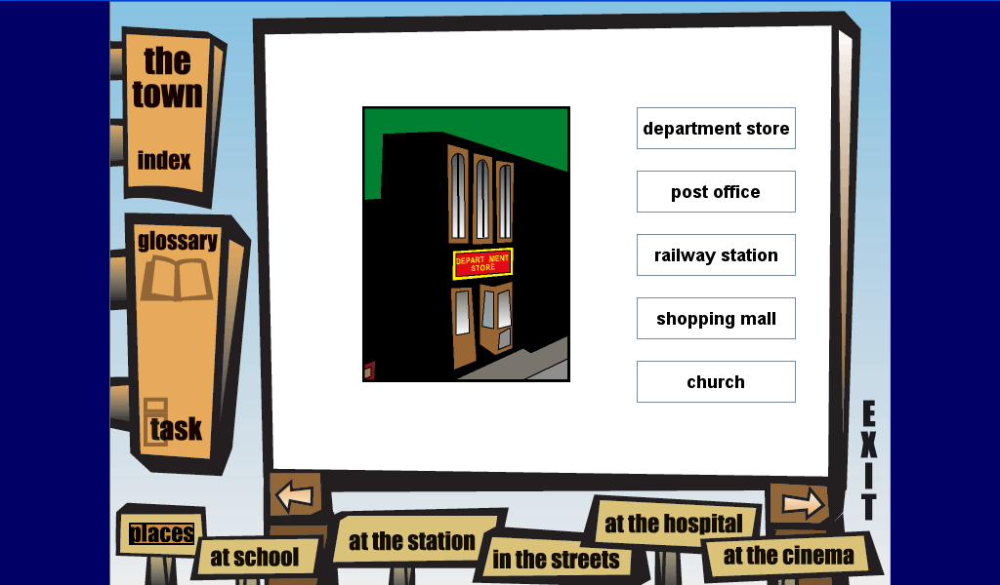 the
town
index
glossary
task
DEPART MENT
STORE
department store
post office
railway station
shopping mall
church
EXIT
places
at school
at the station
in the streets
at the hospital
at the cinema